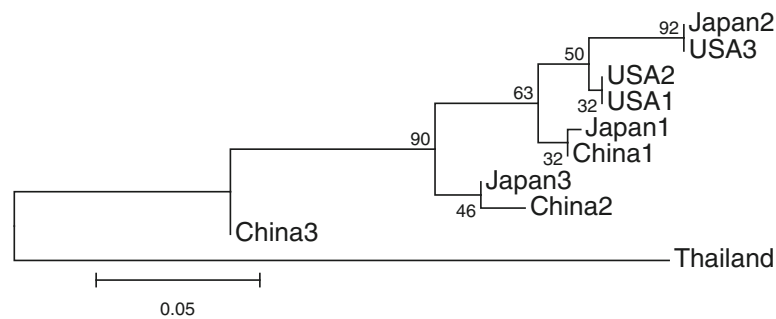 92 Japan2
USA3
50
USA2
32 USA1
63
Japan1
32 China1
90
Japan3
46 China2
China3
Thailand
0.05